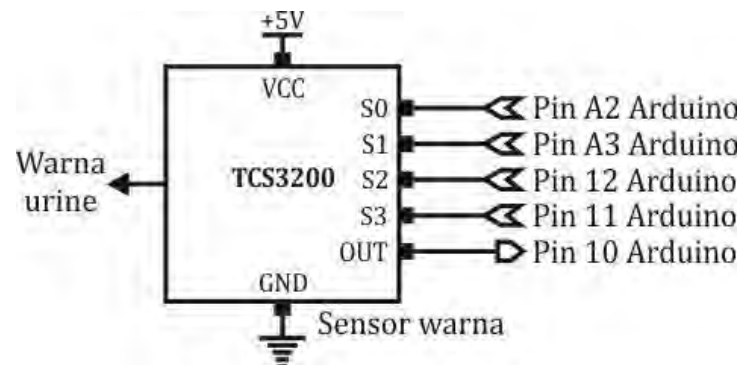 +5V
VCC
S0 Pin A2 Arduino
S1 Pin A3 Arduino
Warna
urine
TCS3200
S2 Pin 12 Arduino
S3 Pin 11 Arduino
OUT Pin 10 Arduino
GND
Sensor warna